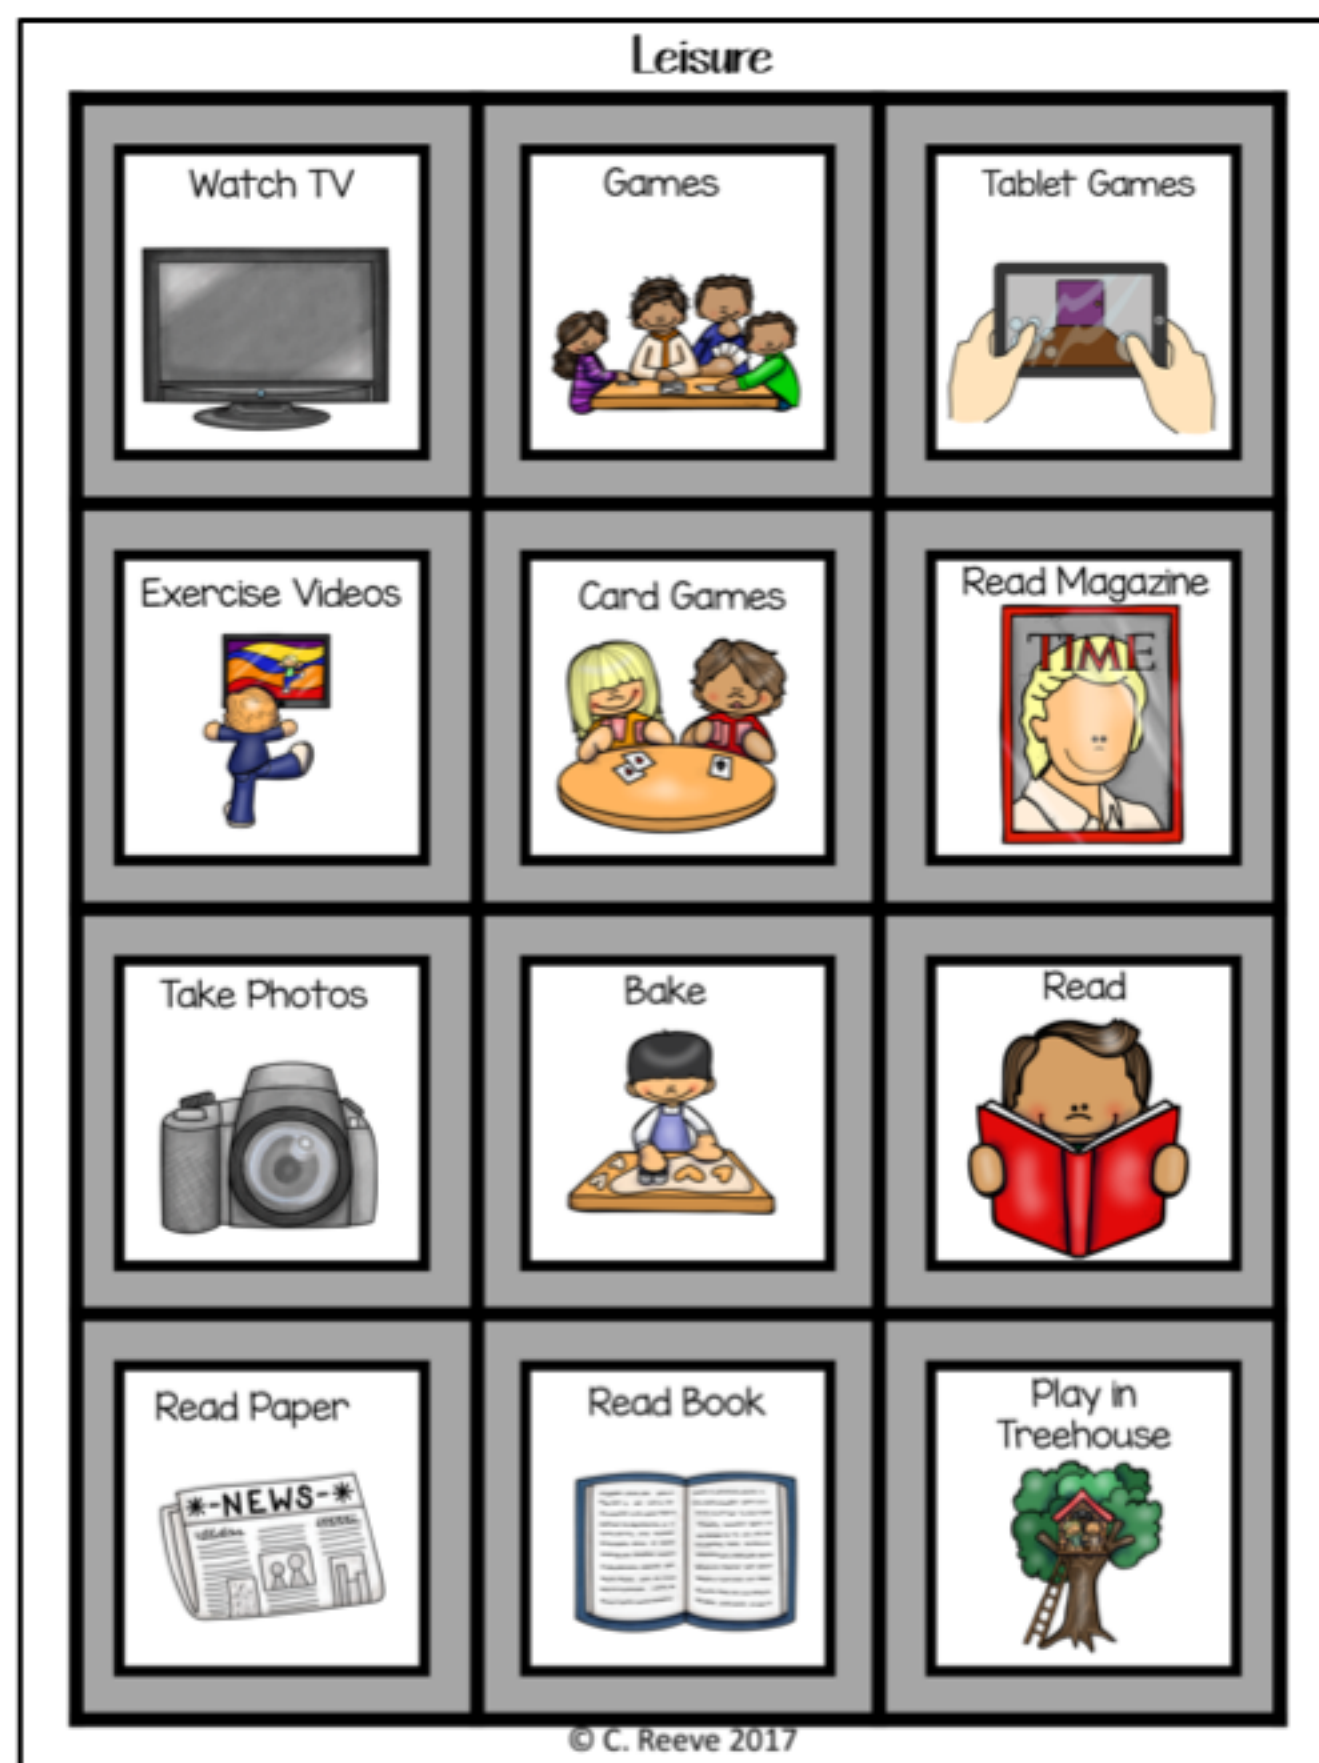 Leisure
Watch TV
Games
Tablet Games
Exercise Videos
Card Games
Read Magazine
TIME
Take Photos
Bake
Read
Read Paper
-NEWS-
Read Book
Play in
Treehouse
© C. Reeve 2017